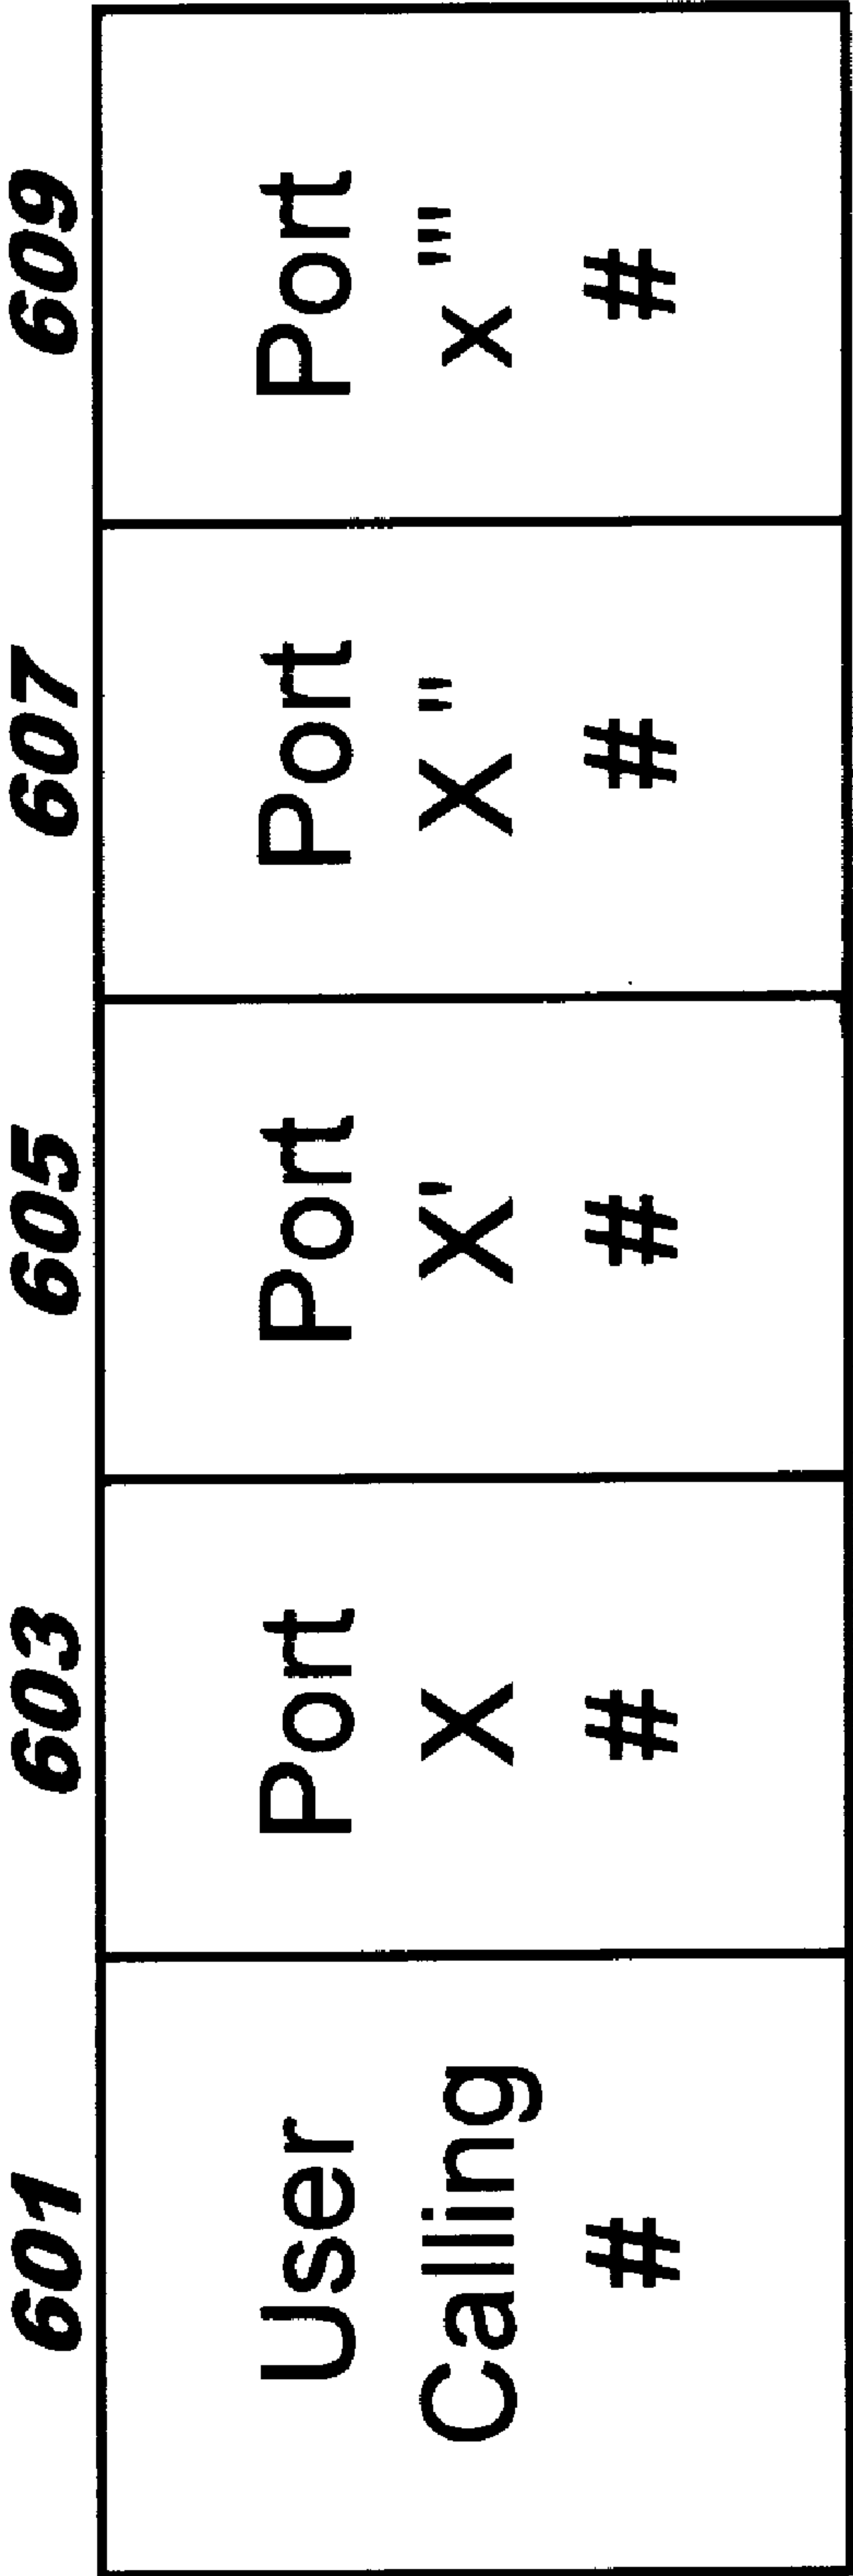 601 603 605 607 609
User Port Port Port Port
Calling X X' X " x "'
# # # # #